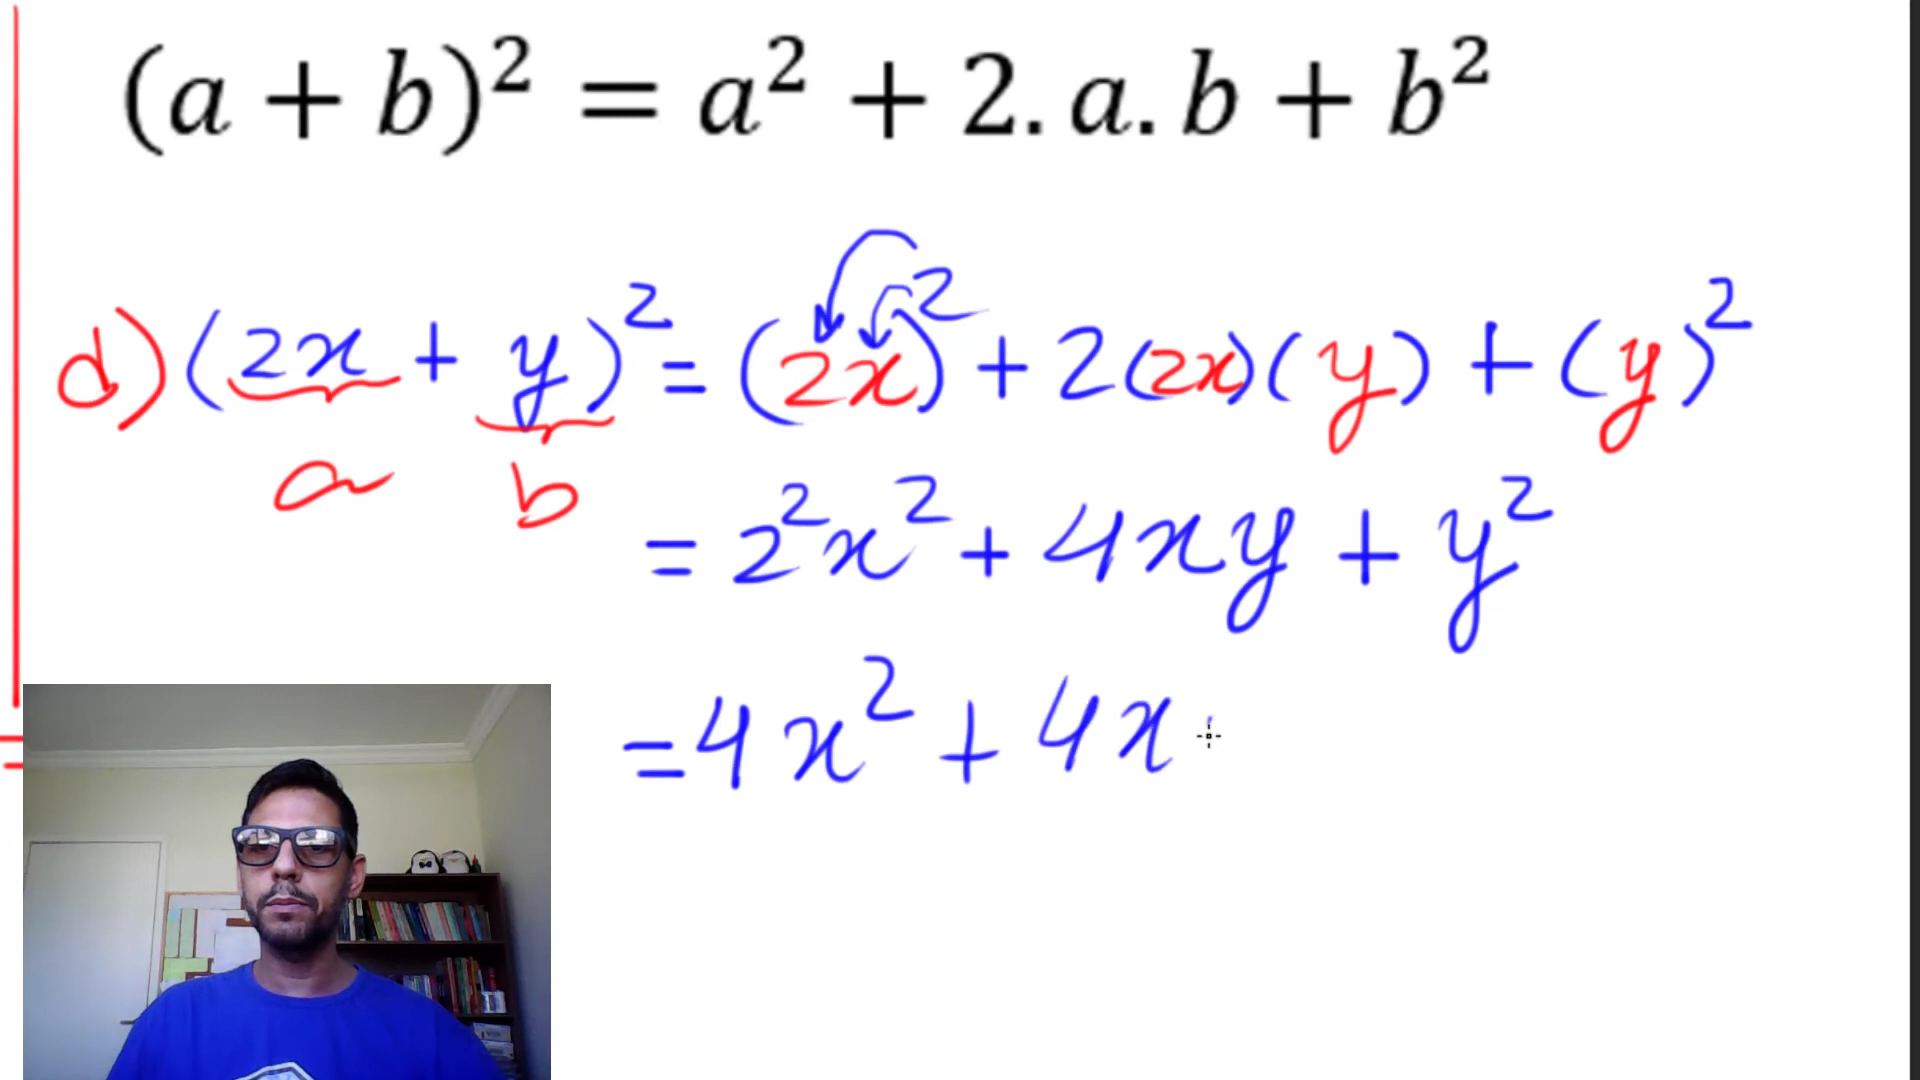 (a + b)² = a² + 2. a. b + b²
d) (2x + y)² = (2x)² + 2(2x)(y) + (y)²
a b
= 2²x² + 4xy + y²
= 4x² + 4x